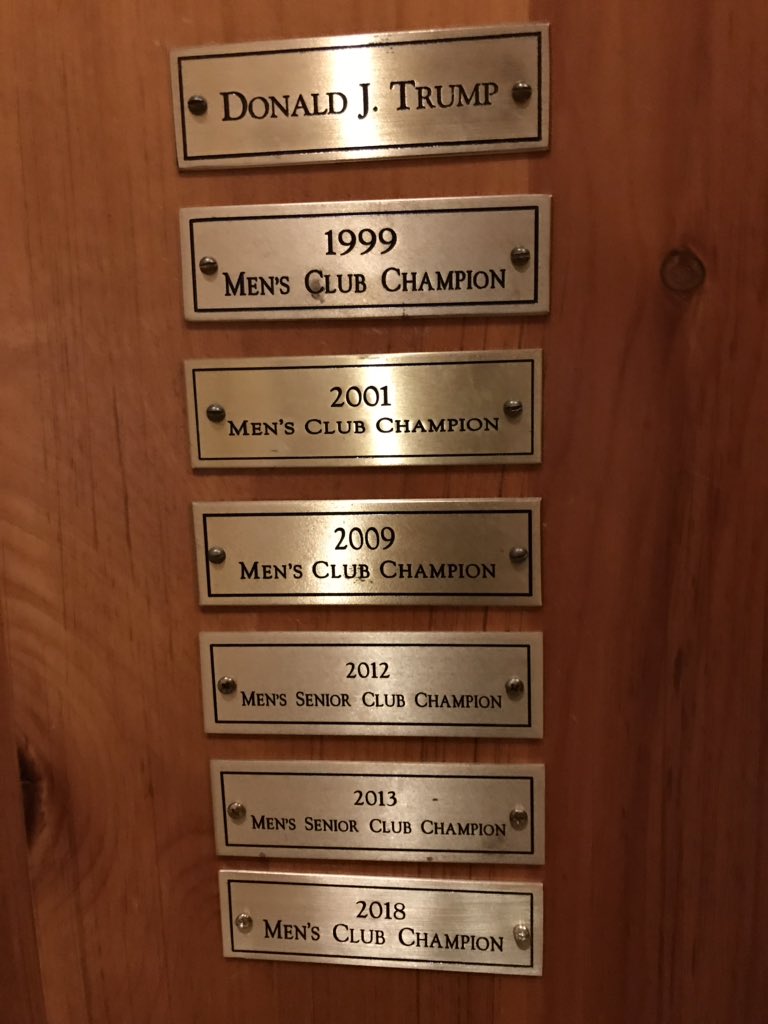 DONALD J. TRUMP
1999
MEN'S CLUB CHAMPION
2001
MEN'S CLUB CHAMPION
2009
MEN'S CLUB CHAMPION
2012
MEN'S SENIOR CLUB CHAMPION
2013
MEN'S SENIOR CLUB CHAMPION
2018
MEN'S CLUB CHAMPION